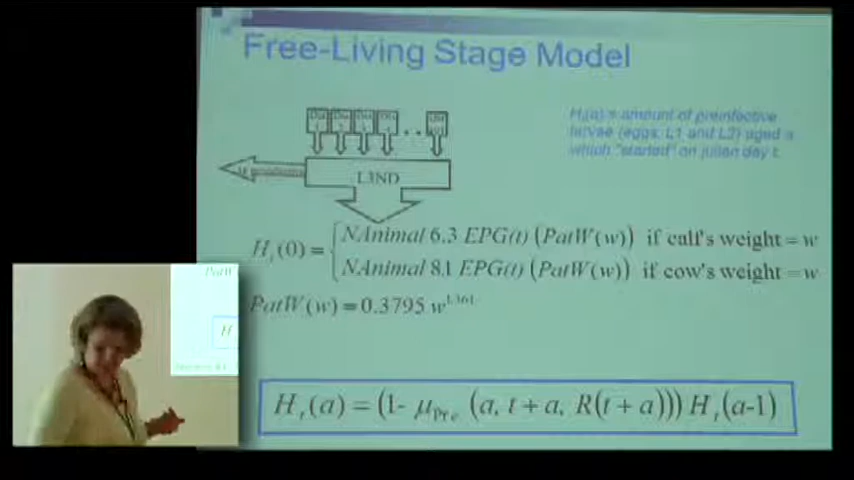 Free-Living Stage Model
H_t(a) is amount of preinfective
larvae (eggs, L1 and L2) aged a
which "started" on julian day t.
L3ND
H_t(0) = { NAnimal 6.3 EPG(t) (PatW(w)) if calf's weight = w
NAnimal 8.1 EPG(t) (PatW(w)) if cow's weight = w
PatW(w) = 0.3795 w^1.361
H_t(a) = (1- μ_Pre (a, t + a, R(t + a))) H_t(a-1)
PatW
H